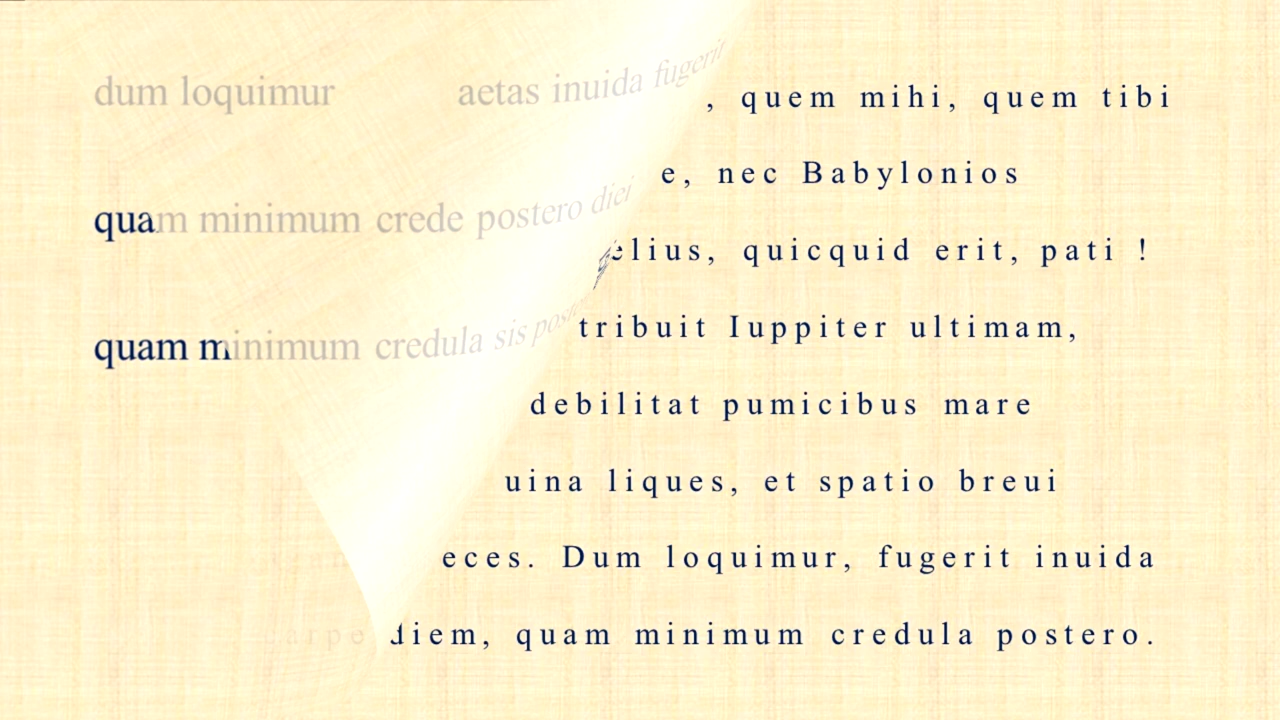 dum loquimur aetas inuida fugerit
quam minimum crede postero diei
quam minimum credula sis
, quem mihi, quem tibi
e, nec Babylonios
elius, quicquid erit, pati !
tribuit Iuppiter ultimam,
debilitat pumicibus mare
uina liques, et spatio breui
eces. Dum loquimur, fugerit inuida
carpe diem, quam minimum credula postero.